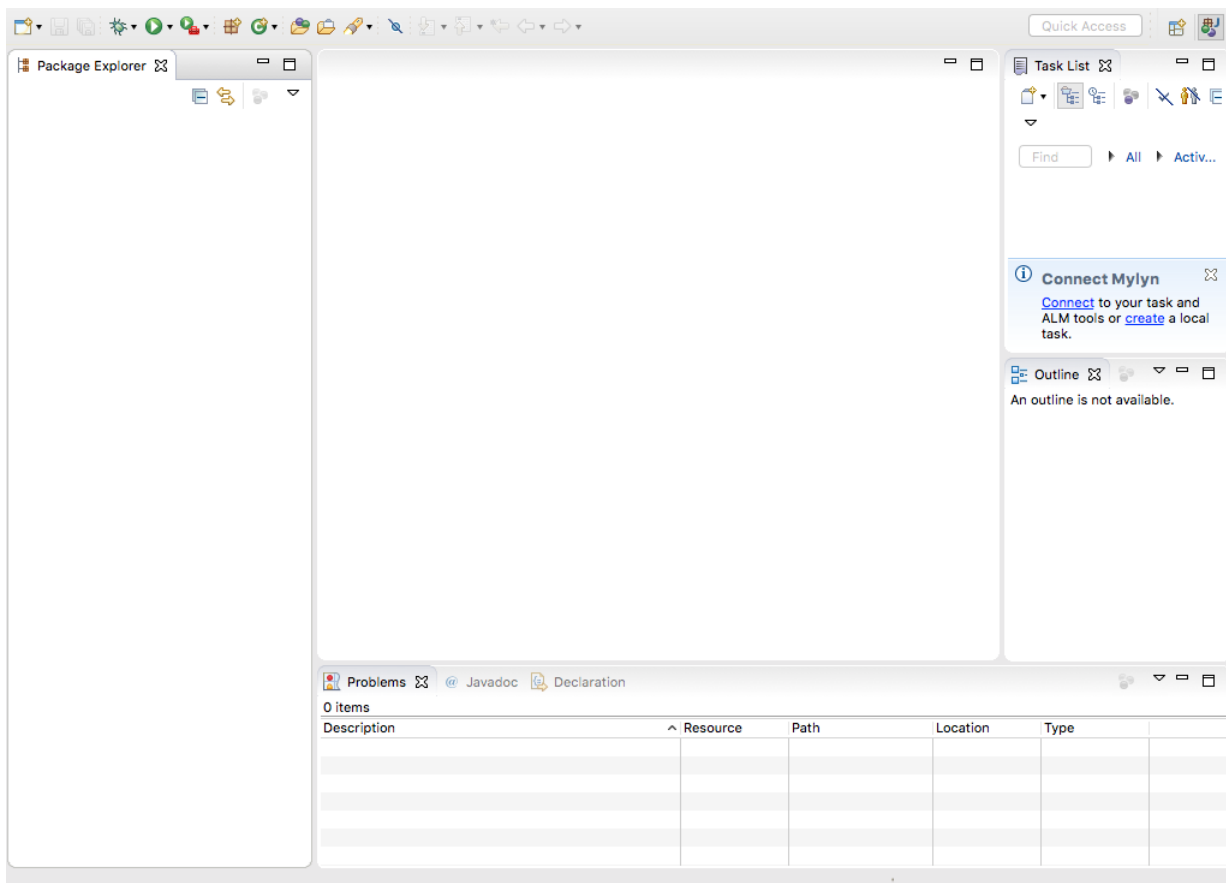 Quick Access
Package Explorer
Task List
Find All Activ...
Connect Mylyn
Connect to your task and
ALM tools or create a local
task.
Outline
An outline is not available.
Problems @ Javadoc Declaration
0 items
Description Resource Path Location Type